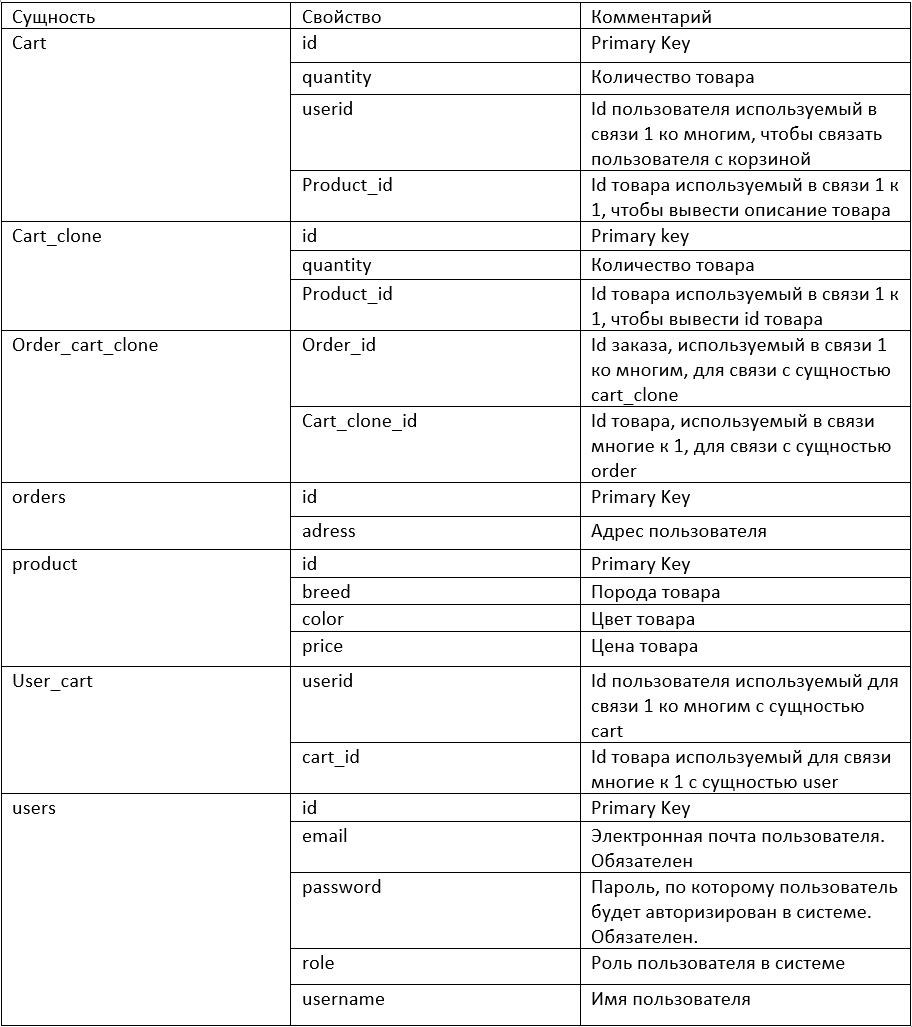 Сущность Свойство Комментарий
Cart id Primary Key
quantity Количество товара
userid Id пользователя используемый в
связи 1 ко многим, чтобы связать
пользователя с корзиной
Product_id Id товара используемый в связи 1 к
1, чтобы вывести описание товара
Cart_clone id Primary key
quantity Количество товара
Product_id Id товара используемый в связи 1 к
1, чтобы вывести id товара
Order_cart_clone Order_id Id заказа, используемый в связи 1
ко многим, для связи с сущностью
cart_clone
Cart_clone_id Id товара, используемый в связи
многие к 1, для связи с сущностью
order
orders id Primary Key
adress Адрес пользователя
product id Primary Key
breed Порода товара
color Цвет товара
price Цена товара
User_cart userid Id пользователя используемый для
связи 1 ко многим с сущностью
cart
cart_id Id товара используемый для связи
многие к 1 с сущностью user
users id Primary Key
email Электронная почта пользователя.
Обязателен
password Пароль, по которому пользователь
будет авторизирован в системе.
Обязателен.
role Роль пользователя в системе
username Имя пользователя